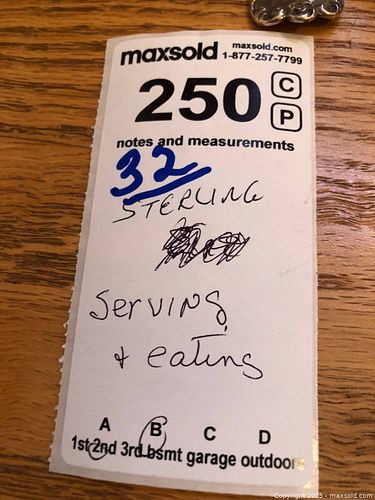 maxsold maxsold.com
1-877-257-7799
250 C
P
notes and measurements
32
STERLING
Serving
+ eating
A B C D
1st 2nd 3rd bsmt garage outdoors
Copyright 2025 - maxsold.com